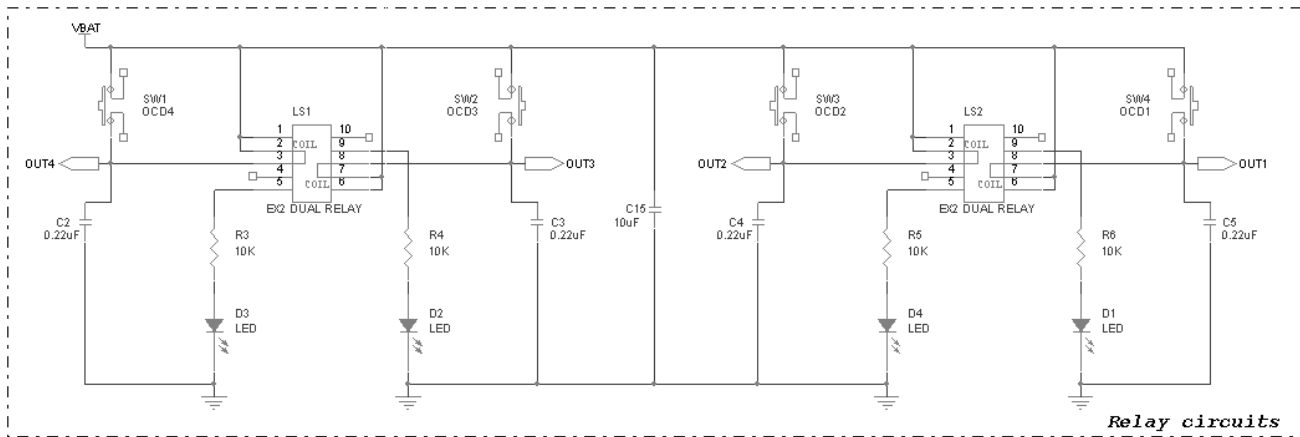 VBAT
SW1
OCD4
LS1
SW2
OCD3
SW3
OCD2
LS2
SW4
OCD1
1
2
3
4
5
10
9
8
7
6
COIL
COIL
1
2
3
4
5
10
9
8
7
6
COIL
COIL
OUT4
OUT3
OUT2
OUT1
EX2 DUAL RELAY
EX2 DUAL RELAY
C2
0.22uF
R3
10K
R4
10K
C3
0.22uF
C15
10uF
C4
0.22uF
R5
10K
R6
10K
C5
0.22uF
D3
LED
D2
LED
D4
LED
D1
LED
Relay circuits